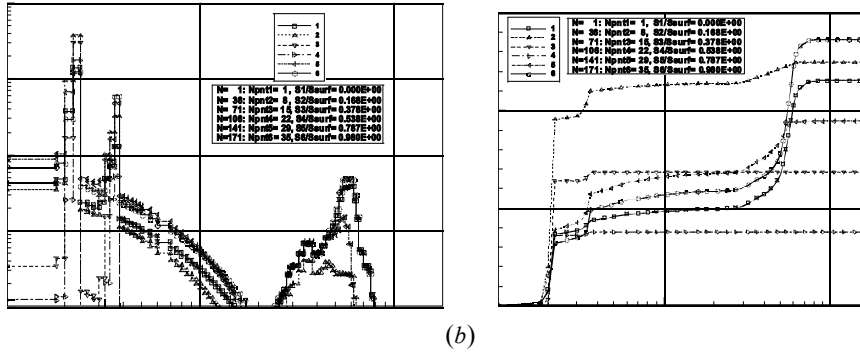 1
2
3
4
5
6
N= 1: Npnt1= 1, S1/Ssurf= 0.000E+00
N= 36: Npnt2= 8, S2/Ssurf= 0.168E+00
N= 71: Npnt3= 15, S3/Ssurf= 0.378E+00
N=106: Npnt4= 22, S4/Ssurf= 0.538E+00
N=141: Npnt5= 29, S5/Ssurf= 0.787E+00
N=171: Npnt6= 35, S6/Ssurf= 0.980E+00
1
2
3
4
5
6
N= 1: Npnt1= 1, S1/Ssurf= 0.000E+00
N= 36: Npnt2= 8, S2/Ssurf= 0.168E+00
N= 71: Npnt3= 15, S3/Ssurf= 0.378E+00
N=106: Npnt4= 22, S4/Ssurf= 0.538E+00
N=141: Npnt5= 29, S5/Ssurf= 0.787E+00
N=171: Npnt6= 35, S6/Ssurf= 0.980E+00
(b)